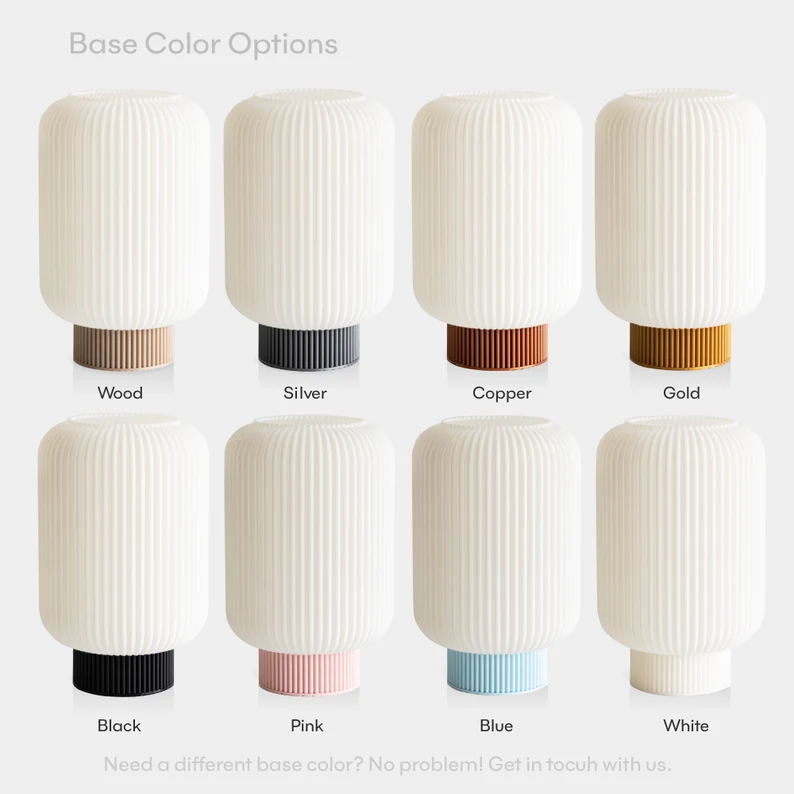 Base Color Options
Wood
Silver
Copper
Gold
Black
Pink
Blue
White
Need a different base color? No problem! Get in tocuh with us.